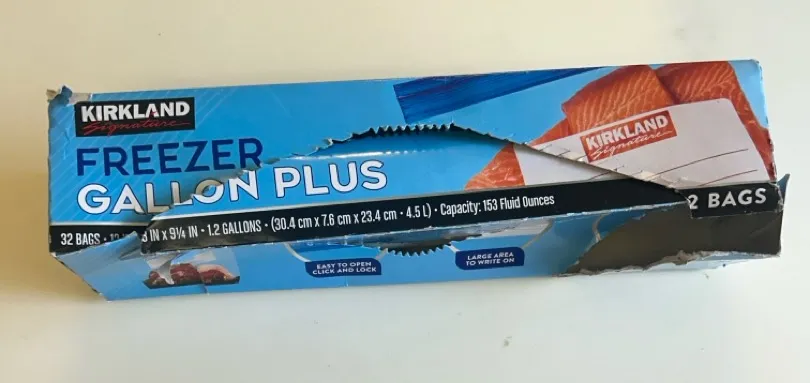 KIRKLAND
Signature
FREEZER
GALLON PLUS
32 BAGS • IN x 9¼ IN • 1.2 GALLONS • (30.4 cm x 7.6 cm x 23.4 cm • 4.5 L) • Capacity: 153 Fluid Ounces
2 BAGS
KIRKLAND
Signature
EASY TO OPEN
CLICK AND LOCK
LARGE AREA
TO WRITE ON